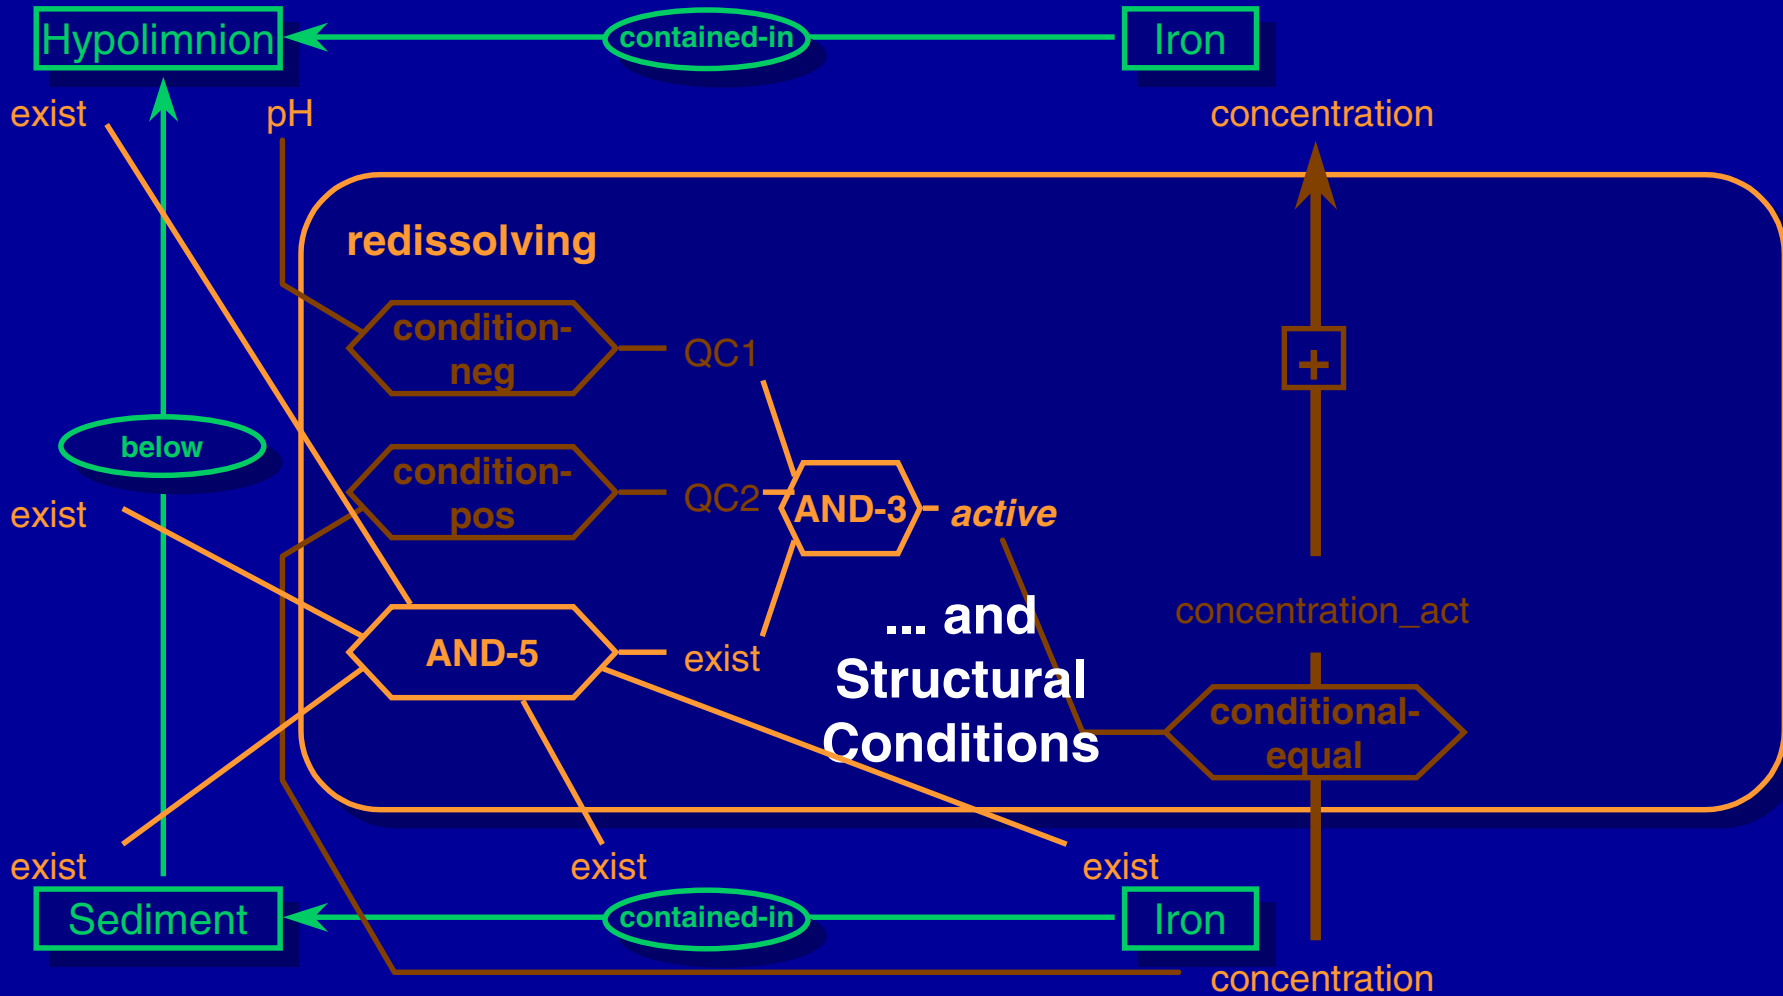 Hypolimnion
contained-in
Iron
exist
pH
concentration
redissolving
condition-
neg
QC1
+
below
condition-
pos
QC2
AND-3
active
exist
... and
Structural
Conditions
concentration_act
AND-5
exist
conditional-
equal
exist
exist
exist
Sediment
contained-in
Iron
concentration